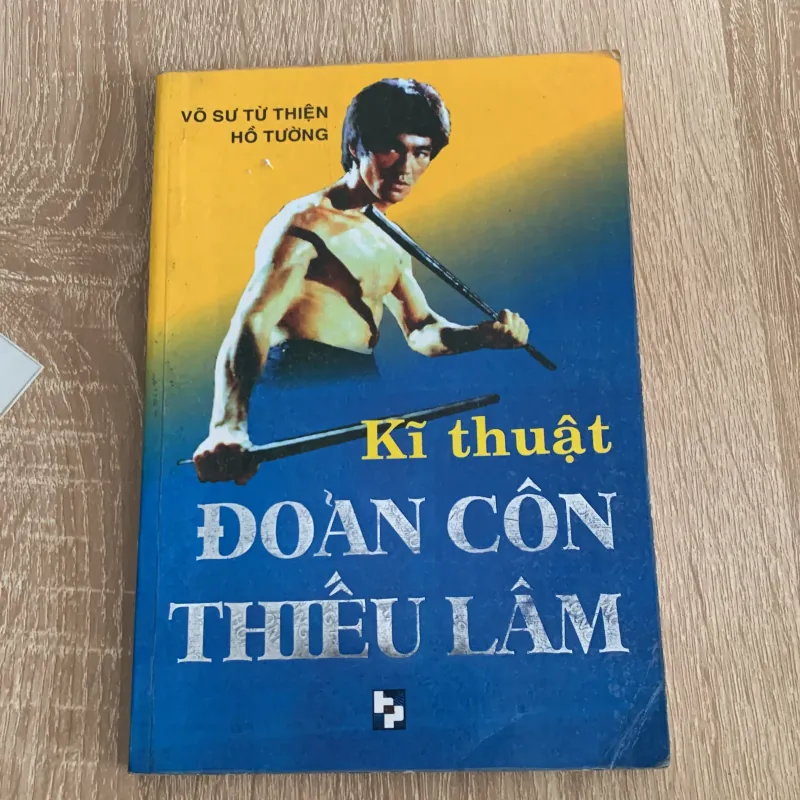 VÕ SƯ TỪ THIỆN
HỒ TƯỜNG
Kĩ thuật
ĐOẢN CÔN
THIẾU LÂM